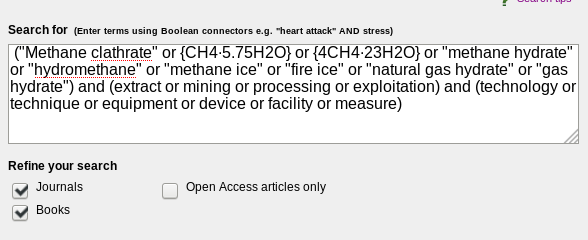 Search tips
Search for (Enter terms using Boolean connectors e.g. "heart attack" AND stress)
("Methane clathrate" or {CH4·5.75H2O} or {4CH4·23H2O} or "methane hydrate"
or "hydromethane" or "methane ice" or "fire ice" or "natural gas hydrate" or "gas
hydrate") and (extract or mining or processing or exploitation) and (technology or
technique or equipment or device or facility or measure)
Refine your search
Journals Open Access articles only
Books